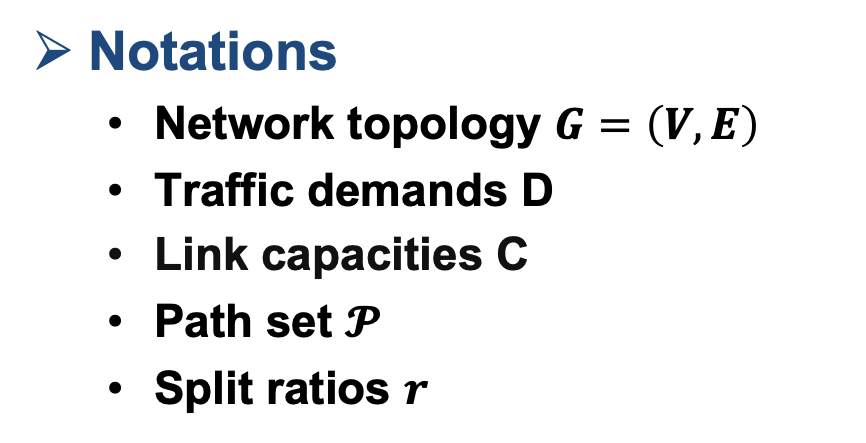 ➢ Notations
• Network topology 𝑮 = (𝑽, 𝑬)
• Traffic demands D
• Link capacities C
• Path set 𝓟
• Split ratios 𝒓